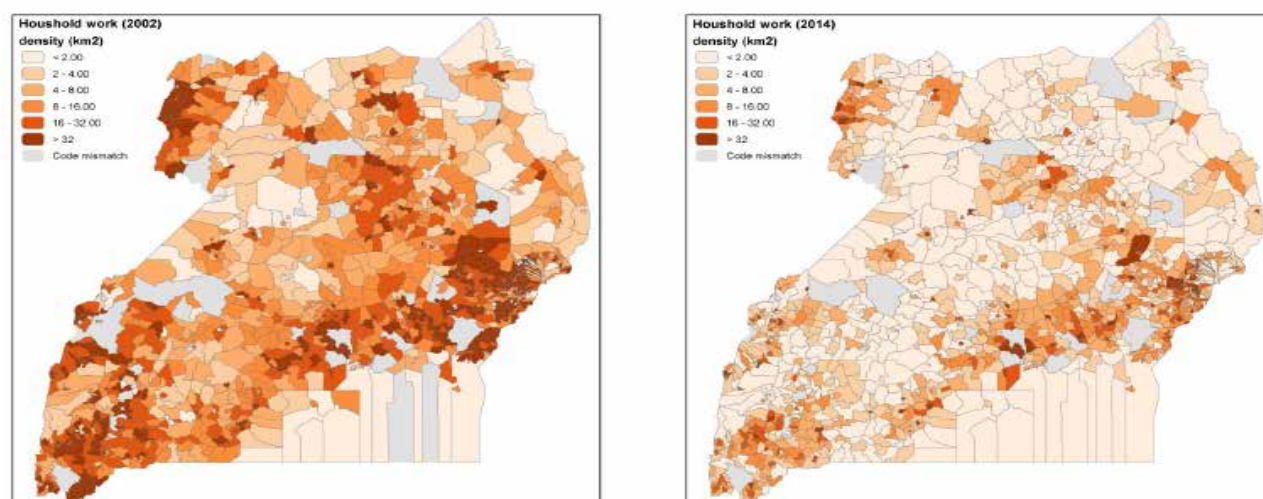 Houshold work (2002)
density (km2)
< 2.00
2 - 4.00
4 - 8.00
8 - 16.00
16 - 32.00
> 32
Code mismatch
Houshold work (2014)
density (km2)
< 2.00
2 - 4.00
4 - 8.00
8 - 16.00
16 - 32.00
> 32
Code mismatch